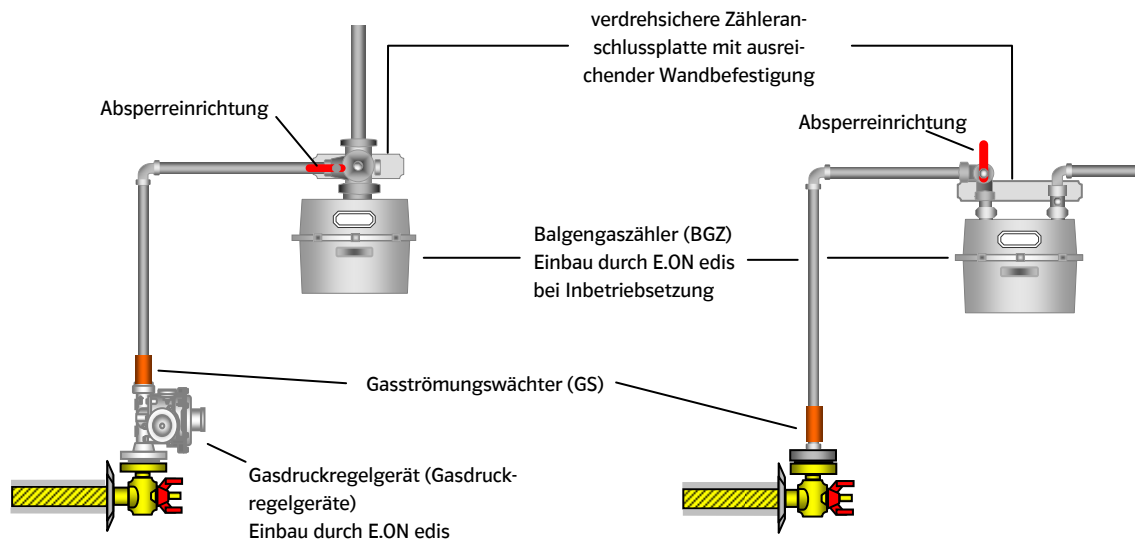 verdrehsichere Zähleran-
schlussplatte mit ausrei-
chender Wandbefestigung
Absperreinrichtung
Absperreinrichtung
Balgengaszähler (BGZ)
Einbau durch E.ON edis
bei Inbetriebsetzung
Gasströmungswächter (GS)
Gasdruckregelgerät (Gasdruck-
regelgeräte)
Einbau durch E.ON edis